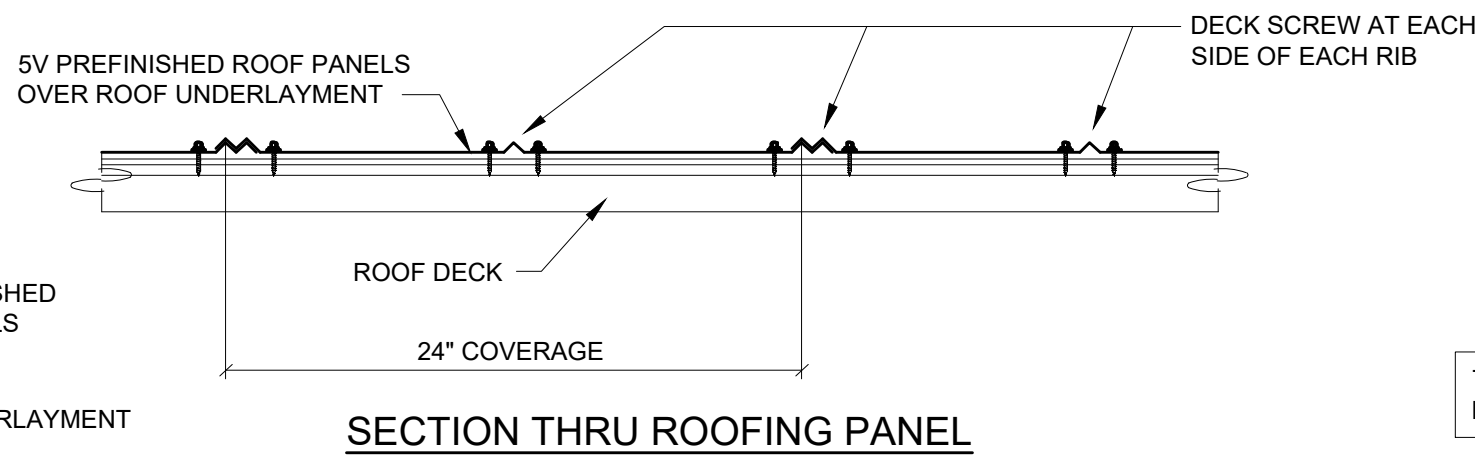 DECK SCREW AT EACH
SIDE OF EACH RIB
5V PREFINISHED ROOF PANELS
OVER ROOF UNDERLAYMENT
ROOF DECK
24" COVERAGE
SECTION THRU ROOFING PANEL